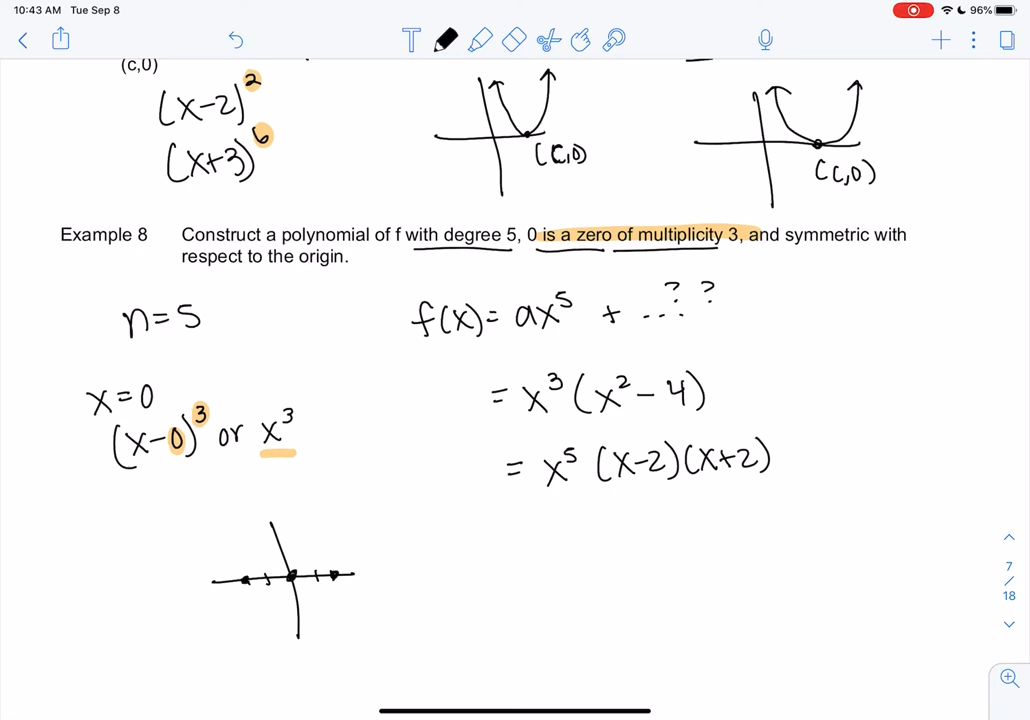 10:43 AM Tue Sep 8
96%
T
(c,0)
(x-2)²
(x+3)⁶
(c,0)
(c,0)
Example 8 Construct a polynomial of f with degree 5, 0 is a zero of multiplicity 3, and symmetric with
respect to the origin.
n=5
f(x)= ax⁵ + ...? ?
x=0
= x³(x²-4)
(x-0)³ or x³
= x⁵ (x-2)(x+2)
7
/
18